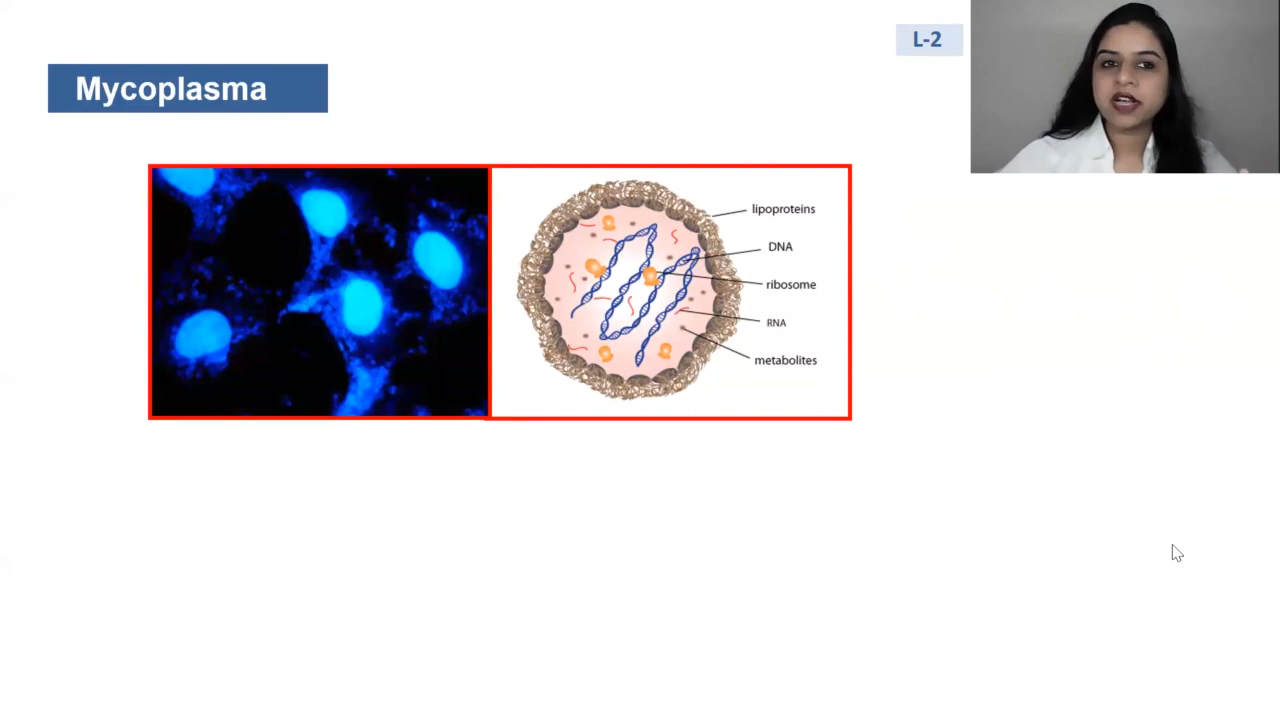 L-2
Mycoplasma
lipoproteins
DNA
ribosome
RNA
metabolites